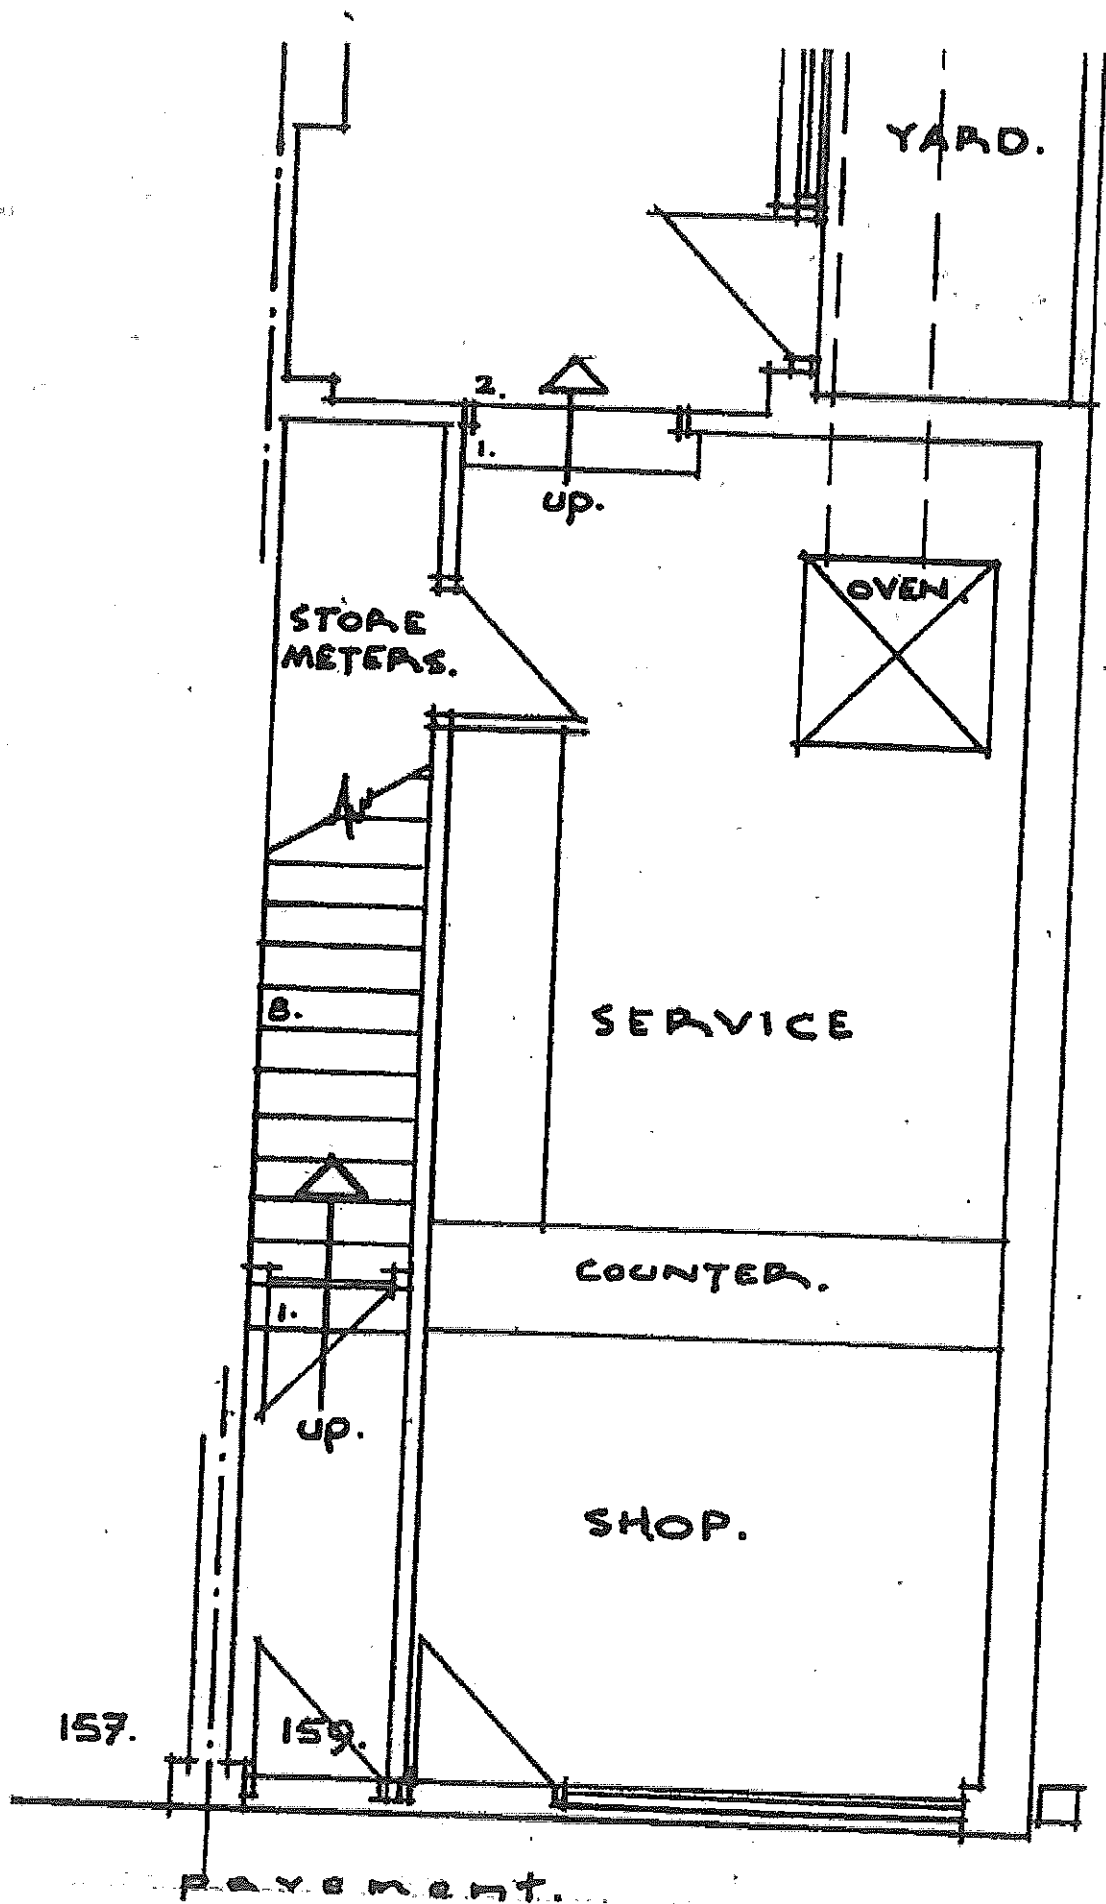 YARD.
2.
1.
up.
OVEN.
STORE
METERS.
8.
SERVICE
COUNTER.
1.
up.
SHOP.
157.
159.
Pavement.